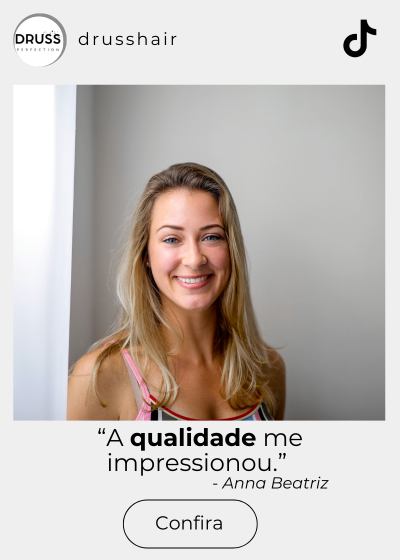 DRUSS
PERFECTION
drusshair
“A qualidade me
impressionou.”
- Anna Beatriz
Confira